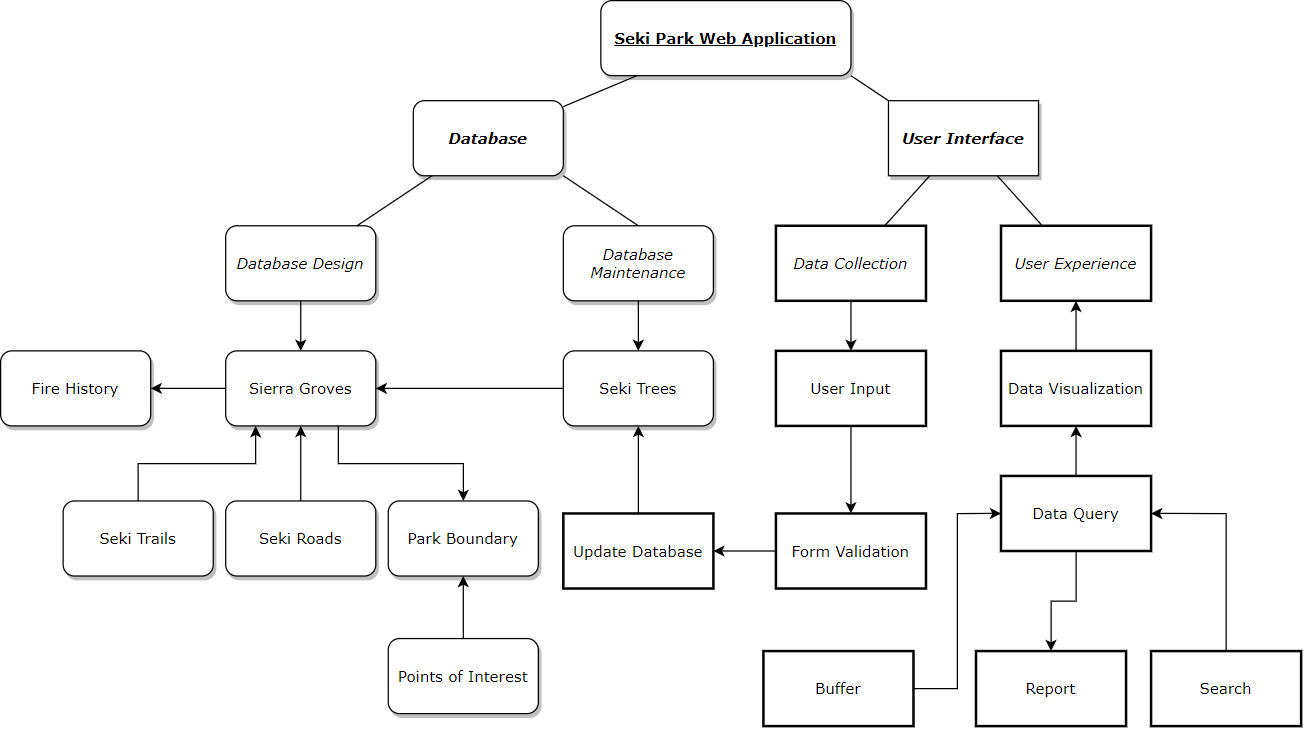 Seki Park Web Application
Database
User Interface
Database Design
Database
Maintenance
Data Collection
User Experience
Fire History
Sierra Groves
Seki Trees
User Input
Data Visualization
Seki Trails
Seki Roads
Park Boundary
Update Database
Form Validation
Data Query
Points of Interest
Buffer
Report
Search